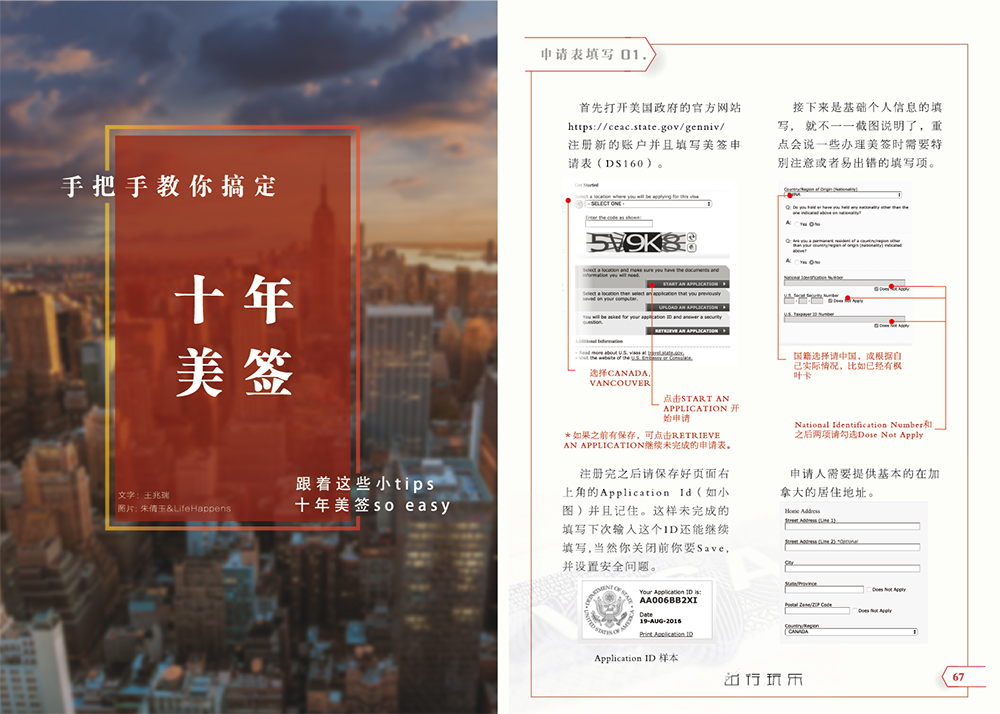 手把手教你搞定
十年
美签
跟着这些小tips
十年美签so easy
文字：王兆瑞
图片: 朱倩玉&LifeHappens
申请表填写 01.
首先打开美国政府的官方网站
https://ceac.state.gov/genniv/
注册新的账户并且填写美签申
请表（DS160）。
Get Started
Select a location where you will be applying for this visa
- SELECT ONE -
Enter the code as shown:
Select a location and make sure you have the documents and
information you will need.
START AN APPLICATION
Select a location then select an application that you previously
saved on your computer.
UPLOAD AN APPLICATION
You will be asked for your application ID and answer a security
question.
RETRIEVE AN APPLICATION
Additional Information
- Read more about U.S. visas at travel.state.gov.
- Visit the website of the U.S. Embassy or Consulate.
选择CANADA,
VANCOUVER
点击START AN
APPLICATION 开
始申请
*如果之前有保存，可点击RETRIEVE
AN APPLICATION继续未完成的申请表。
注册完之后请保存好页面右
上角的Application Id（如小
图）并且记住。这样未完成的
填写下次输入这个ID还能继续
填写,当然你关闭前你要Save,
并设置安全问题。
DEPARTMENT OF STATE
UNITED STATES OF AMERICA
Your Application ID is:
AA006BB2XI
Date
19-AUG-2016
Print Application ID
Application ID 样本
接下来是基础个人信息的填
写， 就不一一截图说明了，重
点会说一些办理美签时需要特
别注意或者易出错的填写项。
Country/Region of Origin (Nationality)
Q: Do you hold or have you held any nationality other than the
one indicated above on nationality?
A: Yes No
Q: Are you a permanent resident of a country/region other
than your country/region of origin (nationality) indicated
above?
A: Yes No
National Identification Number
Does Not Apply
U.S. Social Security Number
Does Not Apply
U.S. Taxpayer ID Number
Does Not Apply
国籍选择请中国，或根据自
己实际情况，比如已经有枫
叶卡
National Identification Number和
之后两项请勾选Dose Not Apply
申请人需要提供基本的在加
拿大的居住地址。
Home Address
Street Address (Line 1)
Street Address (Line 2) *Optional
City
State/Province
Does Not Apply
Postal Zone/ZIP Code
Does Not Apply
Country/Region
CANADA
67